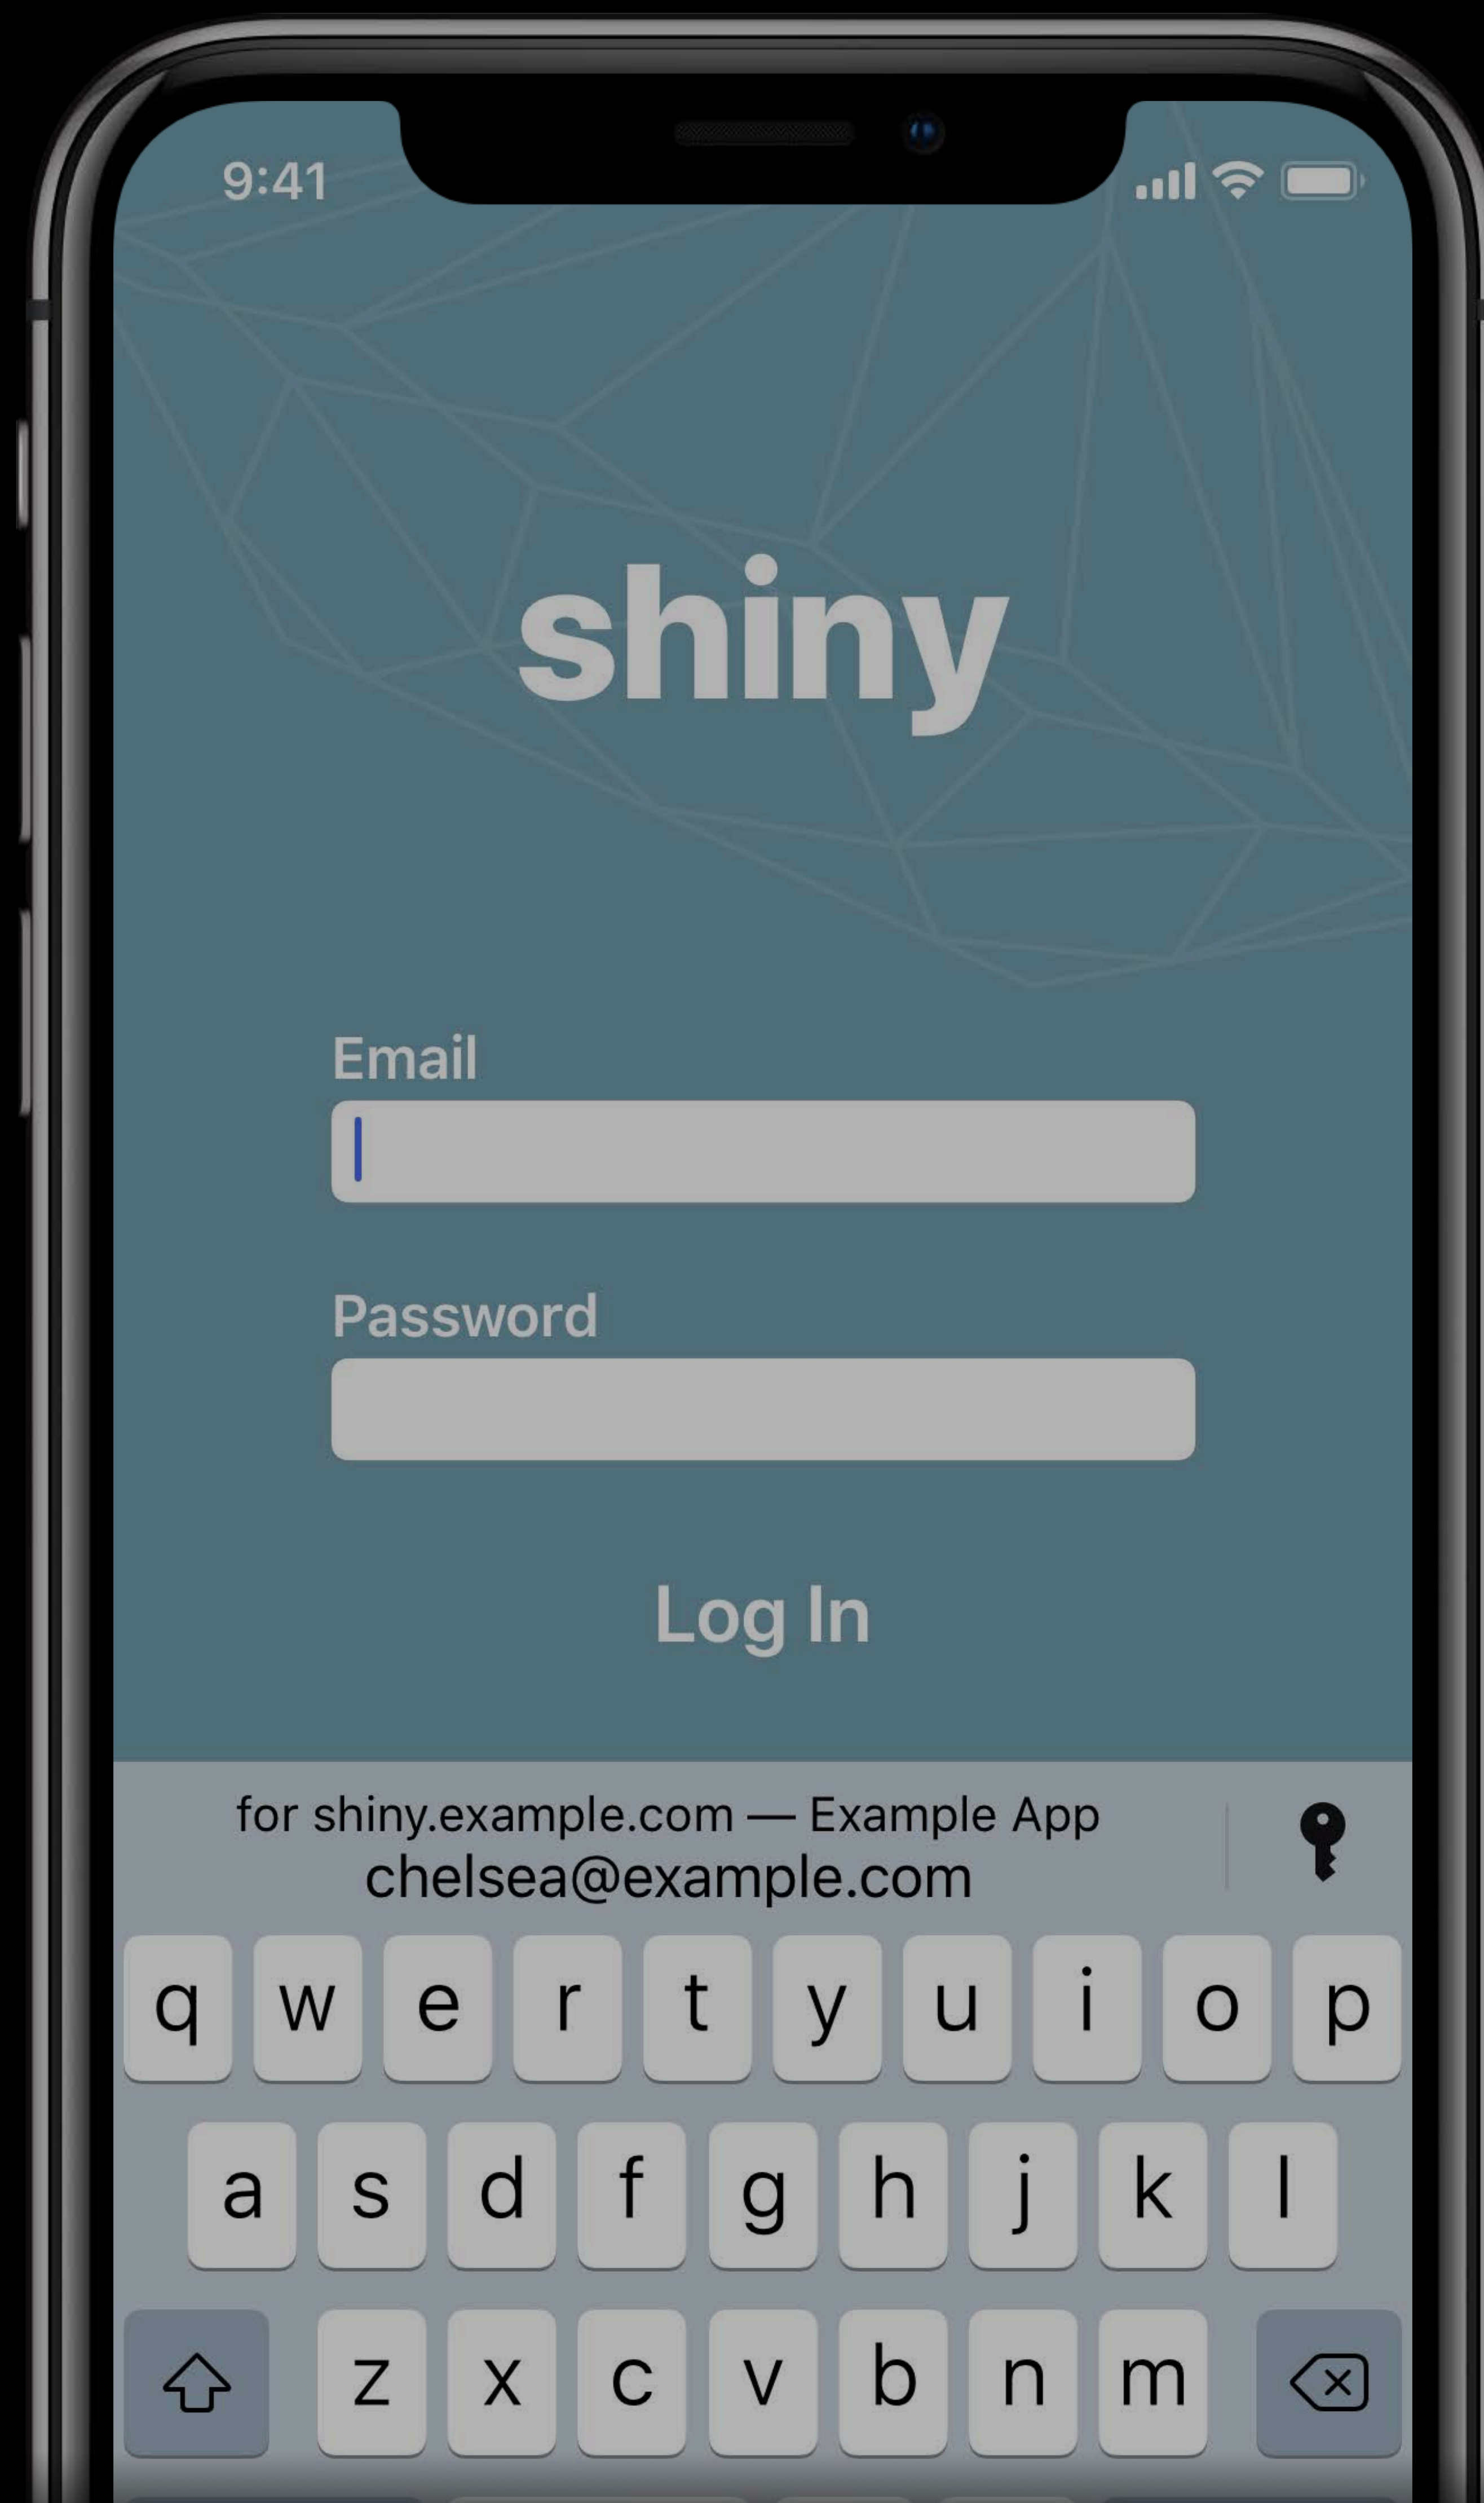 9:41
shiny
Email
Password
Log In
for shiny.example.com — Example App
chelsea@example.com
q w e r t y u i o p
a s d f g h j k l
z x c v b n m